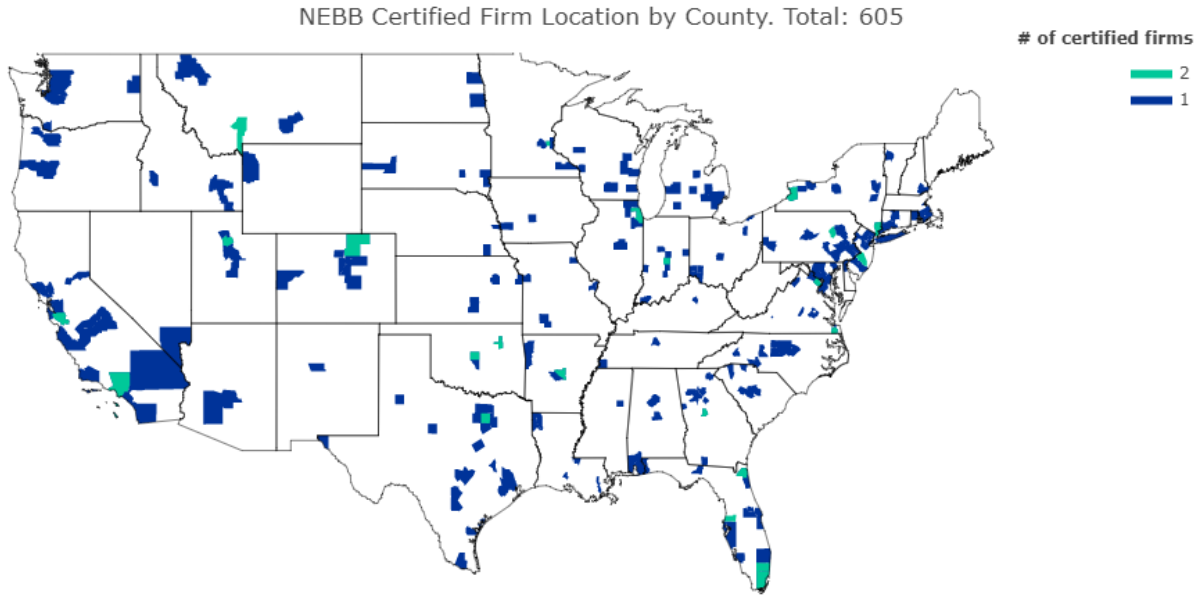 NEBB Certified Firm Location by County. Total: 605
# of certified firms
2
1